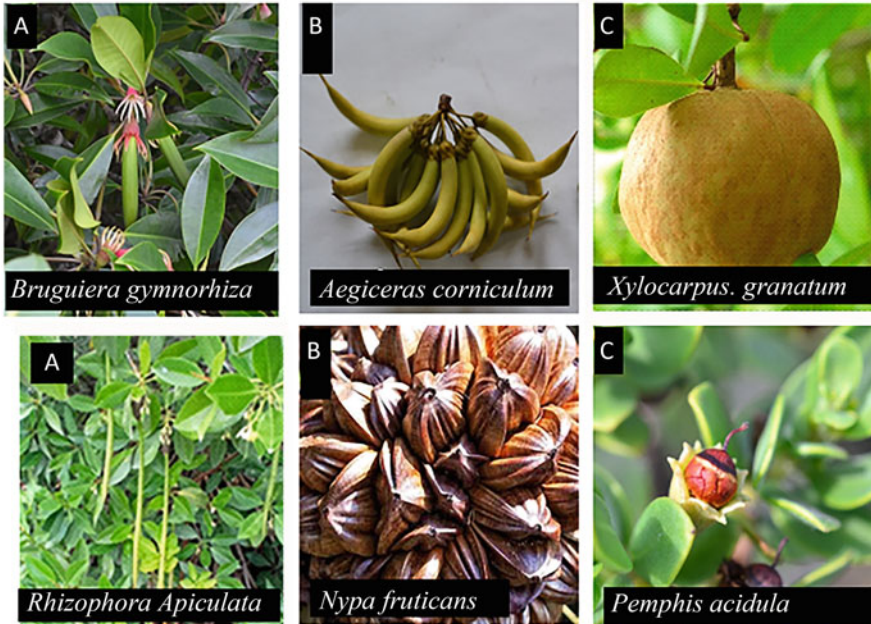 A
B
C
Bruguiera gymnorhiza
Aegiceras corniculum
Xylocarpus. granatum
A
B
C
Rhizophora Apiculata
Nypa fruticans
Pemphis acidula